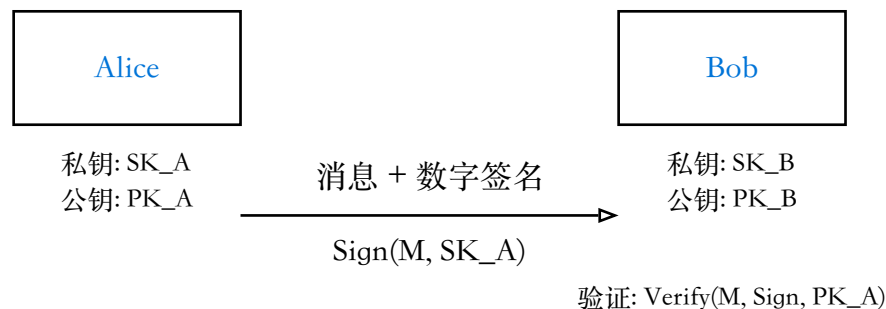 Alice
Bob
私钥: SK_A
公钥: PK_A
消息 + 数字签名
Sign(M, SK_A)
私钥: SK_B
公钥: PK_B
验证: Verify(M, Sign, PK_A)